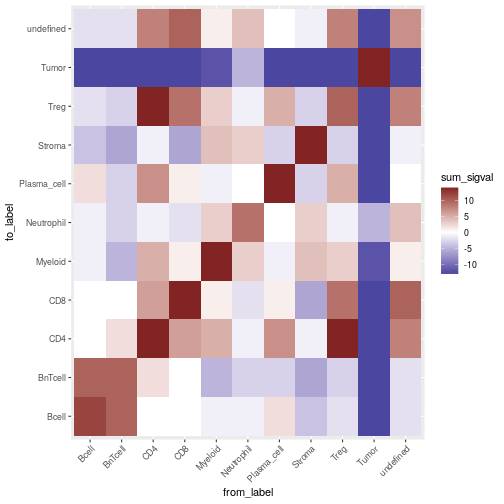 undefined
Tumor
Treg
Stroma
Plasma_cell
Neutrophil
Myeloid
CD8
CD4
BnTcell
Bcell
to_label
Bcell
BnTcell
CD4
CD8
Myeloid
Neutrophil
Plasma_cell
Stroma
Treg
Tumor
undefined
from_label
sum_sigval
10
5
0
-5
-10